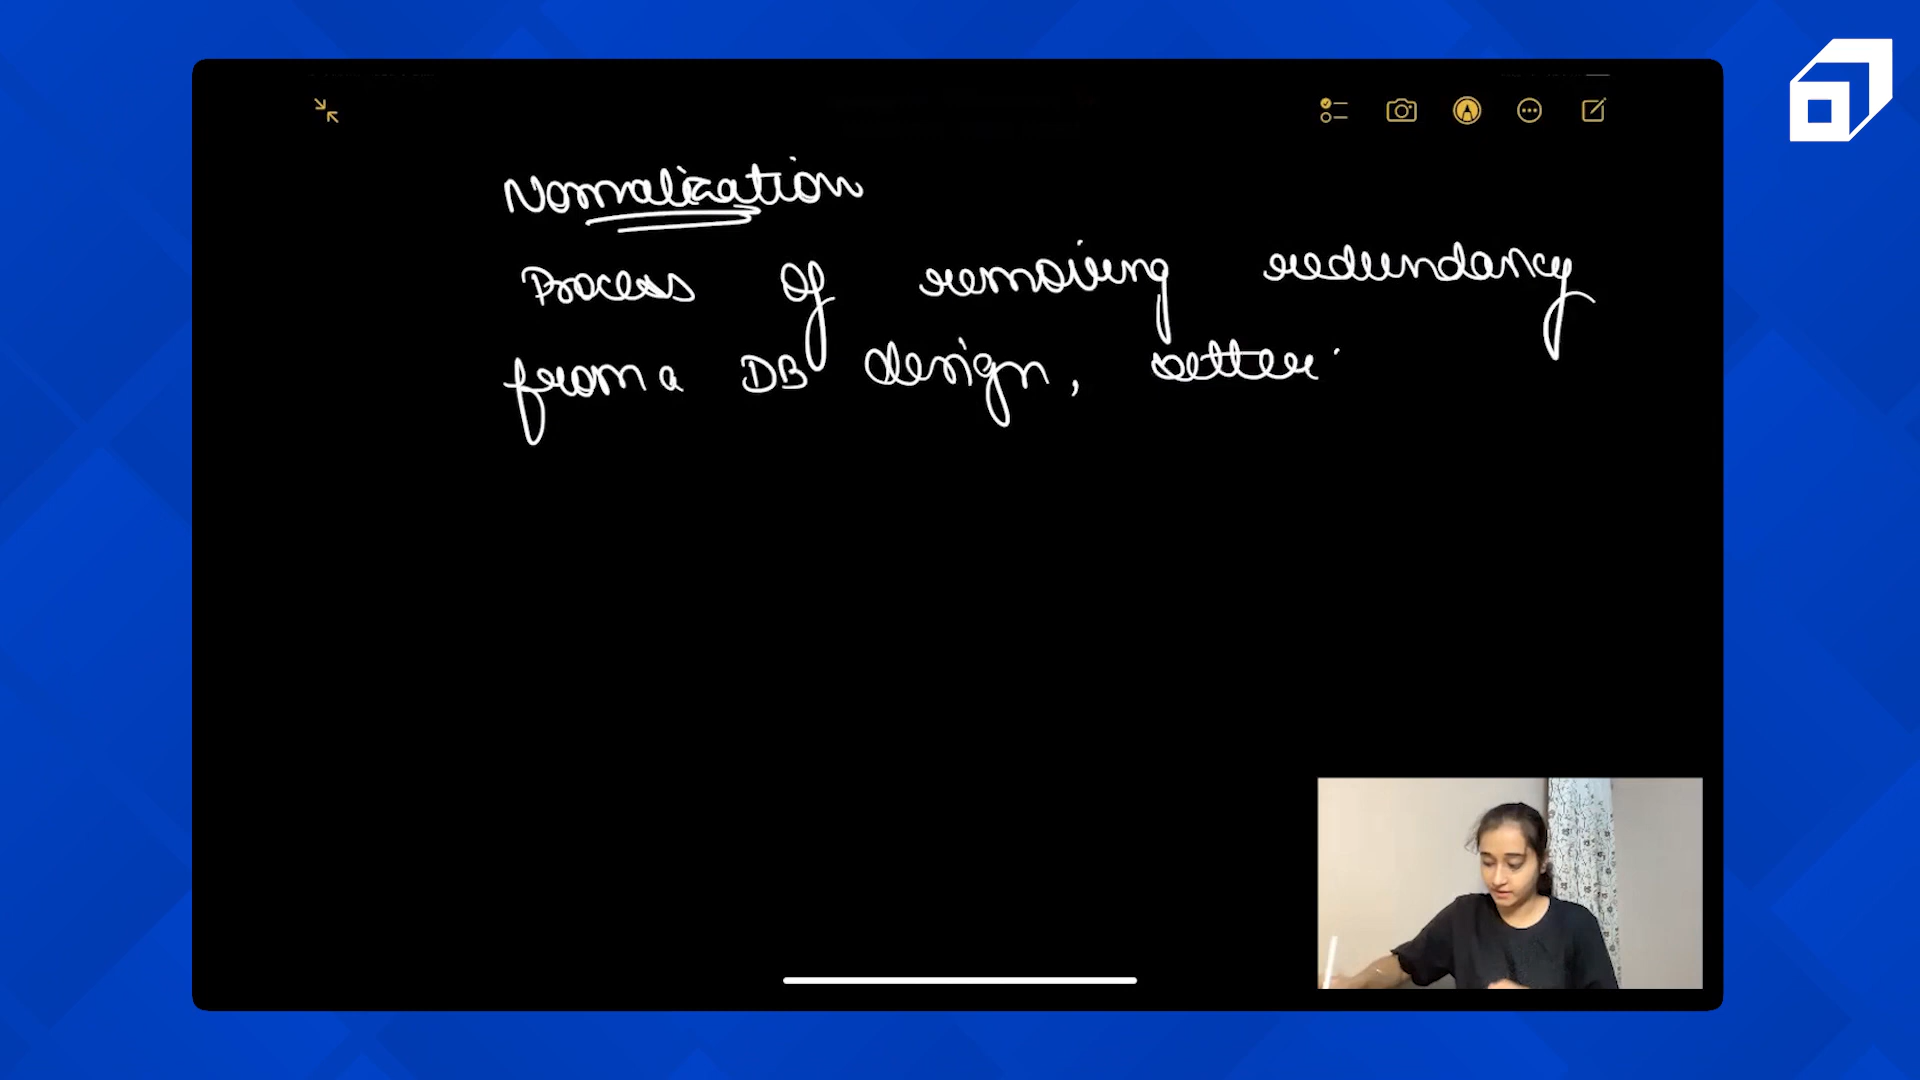 Normalization
Process of removing redundancy
from a DB design, better